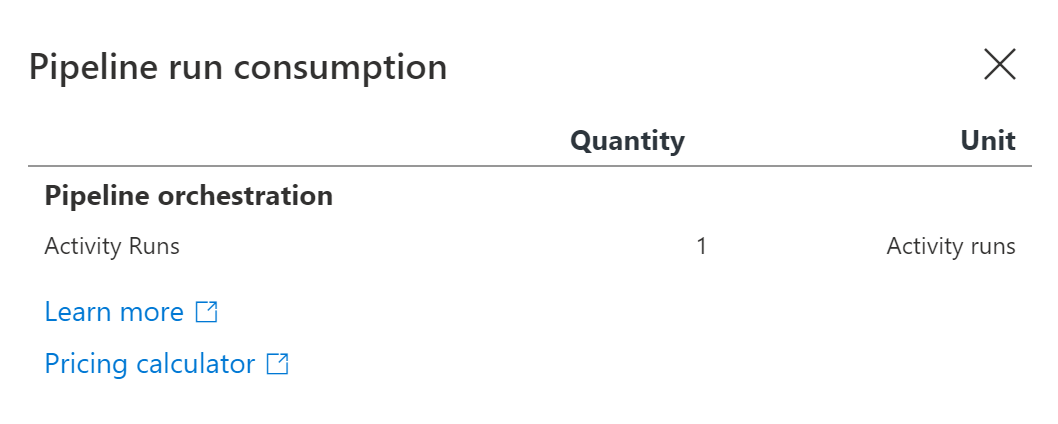 Pipeline run consumption
Quantity Unit
Pipeline orchestration
Activity Runs 1 Activity runs
Learn more
Pricing calculator